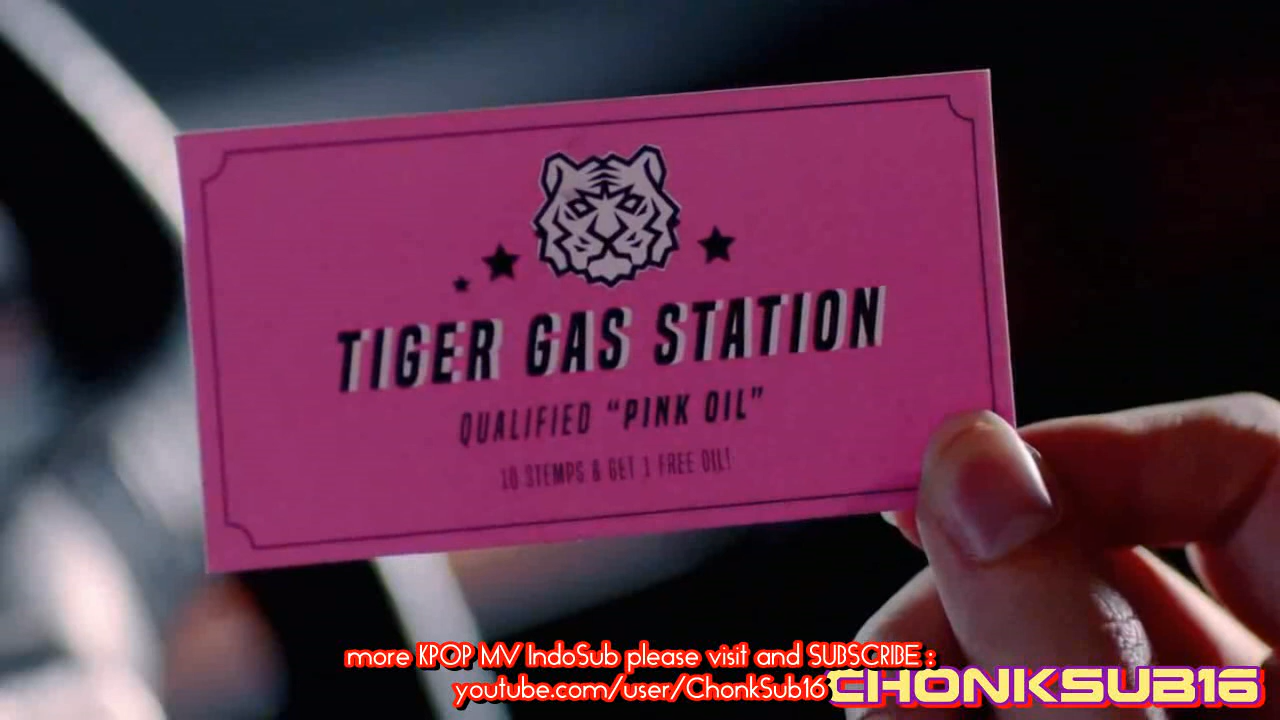 TIGER GAS STATION
QUALIFIED “PINK OIL”
10 STEMPS & GET 1 FREE OIL!
more KPOP MV IndoSub please visit and SUBSCRIBE :
youtube.com/user/ChonkSub16
CHONKSUB16